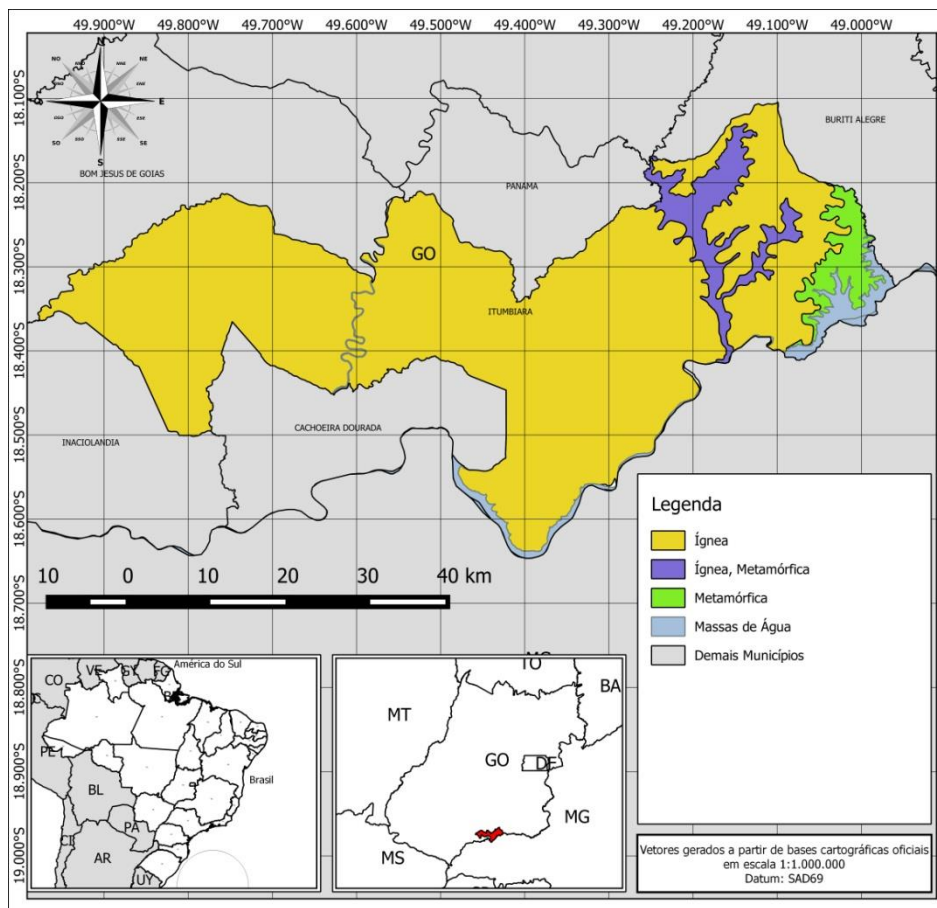 49.900°W 49.800°W 49.700°W 49.600°W 49.500°W 49.400°W 49.300°W 49.200°W 49.100°W 49.000°W
18.100°S
18.200°S
18.300°S
18.400°S
18.500°S
18.600°S
18.700°S
18.800°S
18.900°S
19.000°S
N
NO
NE
E
SO
SE
S
BURITI ALEGRE
BOM JESUS DE GOIAS
PANAMA
GO
ITUMBIARA
CACHOEIRA DOURADA
INACIOLANDIA
10 0 10 20 30 40 km
Legenda
Ígnea
Ígnea, Metamórfica
Metamórfica
Massas de Água
Demais Municípios
América do Sul
VE
GY
FG
CO
PE
BL
PA
AR
UY
Brasil
TO
BA
MT
GO
DF
MG
MS
Vetores gerados a partir de bases cartográficas oficiais
em escala 1:1.000.000
Datum: SAD69